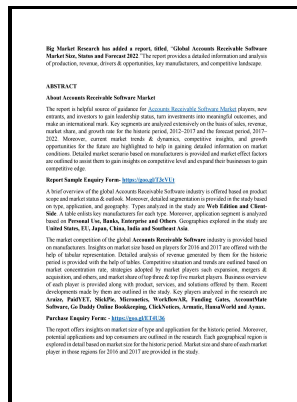 Big Market Research has added a report, titled, "Global Accounts Receivable Software
Market Size, Status and Forecast 2022 "The report provides a detailed information and analysis
of production, revenue, drivers & opportunities, key manufacturers, and competitive landscape.
ABSTRACT
About Accounts Receivable Software Market
The report is helpful source of guidance for Accounts Receivable Software Market players, new
entrants, and investors to gain leadership status, turn investments into meaningful outcomes, and
make an international mark. Key segments are analyzed extensively on the basis of sales, revenue,
market share, and growth rate for the historic period, 2012–2017 and the forecast period, 2017–
2022. Moreover, current market trends & dynamics, competitive insights, and growth
opportunities for the future are highlighted to help in gaining detailed information on market
conditions. Detailed market scenario based on manufacturers is provided and market effect factors
are outlined to assist them to gain insights on competitive level and expand their businesses to gain
competitive edge.
Report Sample Enquiry Form-
A brief overview of the global Accounts Receivable Software industry is offered based on product
scope and market status & outlook. Moreover, detailed segmentation is provided in the study based
on type, application, and geography. Types analyzed in the study are Web Edition and Client-
Side. A table enlists key manufacturers for each type. Moreover, application segment is analyzed
based on Personal Use, Banks, Enterprise and Others. Geographies explored in the study are
United States, EU, Japan, China, India and Southeast Asia.
The market competition of the global Accounts Receivable Software industry is provided based
on manufacturers. Insights on market size based on players for 2016 and 2017 are offered with the
help of tabular representation. Detailed analysis of revenue generated by them for the historic
period is provided with the help of tables. Competitive situation and trends are outlined based on
market concentration rate, strategies adopted by market players such expansion, mergers &
acquisition, and others, and market share of top three & top five market players. Business overview
of each player is provided along with product, services, and solutions offered by them. Recent
developments made by them are outlined in the study. Key players analyzed in the research are
Araize, PaidYET, SlickPie, Micronetics, WorkflowAR, Funding Gates, AccountMate
Software, Go Daddy Online Bookkeeping, ClickNotices, Armatic, HansaWorld and Aynax.
Purchase Enquiry Form -
The report offers insights on market size of type and application for the historic period. Moreover,
potential applications and top consumers are outlined in the research. Each geographical region is
explored in detail based on market size for the historic period. Market size and share of each market
player in those regions for 2016 and 2017 are provided in the study.